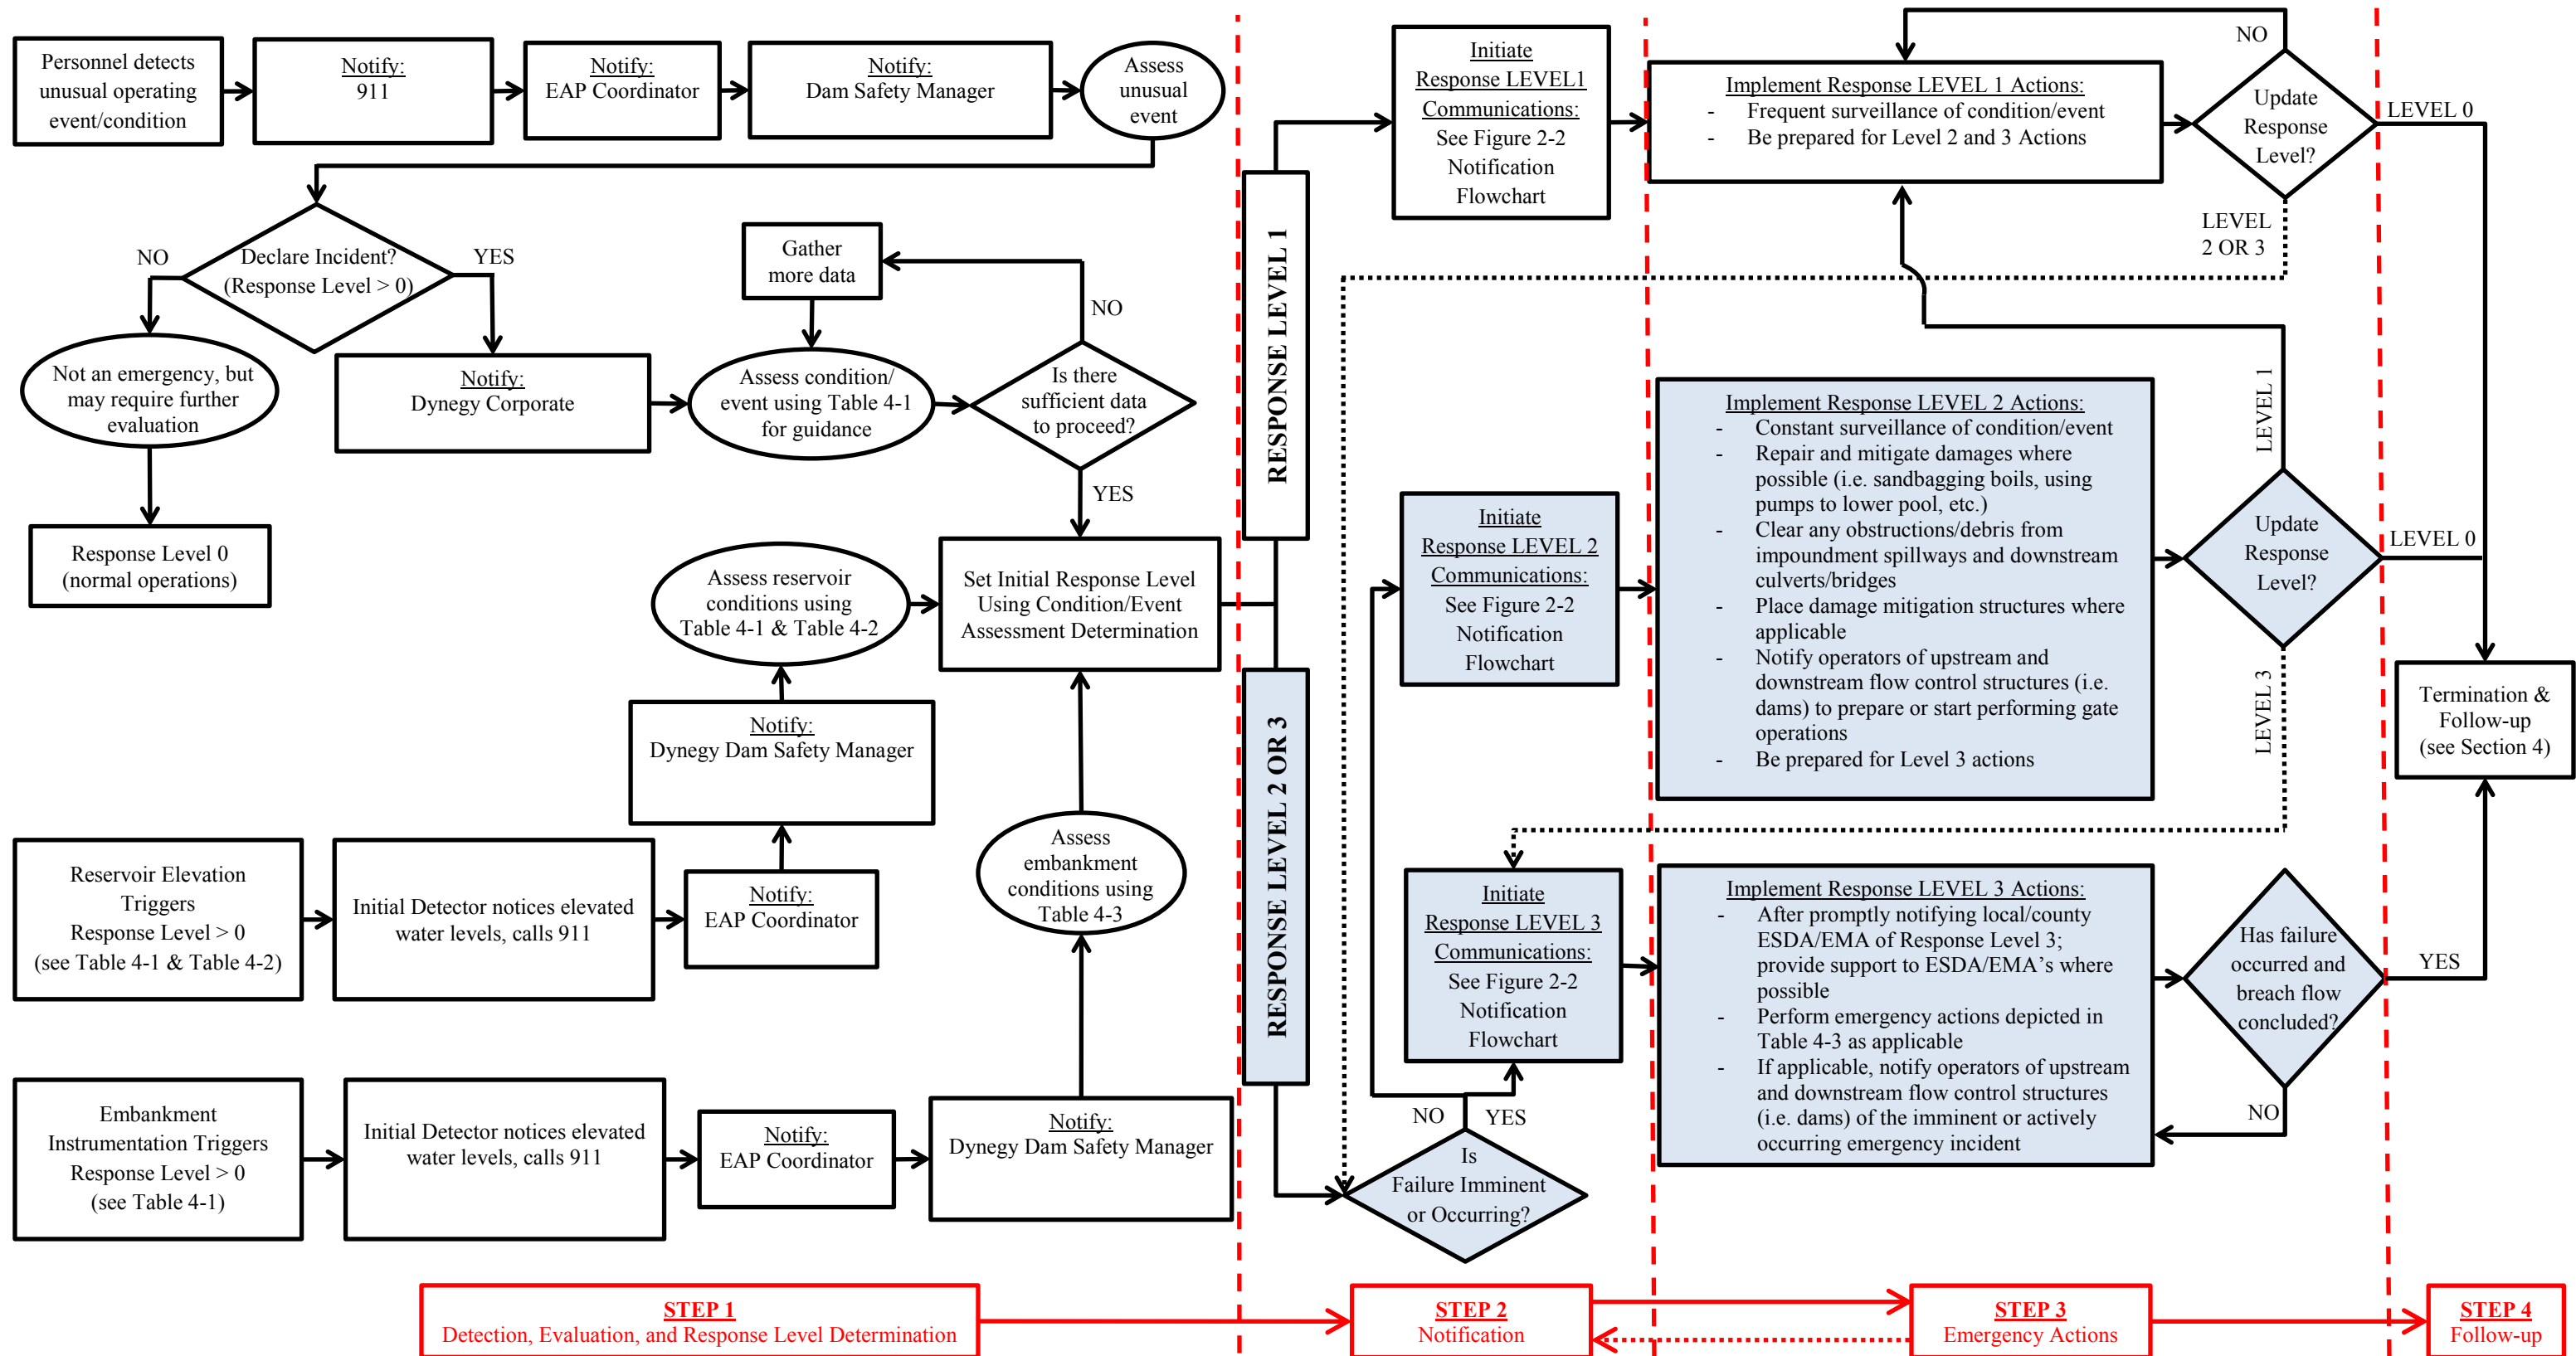 Personnel detects
unusual operating
event/condition
Notify:
911
Notify:
EAP Coordinator
Notify:
Dam Safety Manager
Assess
unusual
event
Declare Incident?
(Response Level > 0)
NO
YES
Not an emergency, but
may require further
evaluation
Response Level 0
(normal operations)
Notify:
Dynegy Corporate
Gather
more data
Assess condition/
event using Table 4-1
for guidance
Is there
sufficient data
to proceed?
NO
YES
Assess reservoir
conditions using
Table 4-1 & Table 4-2
Set Initial Response Level
Using Condition/Event
Assessment Determination
Notify:
Dynegy Dam Safety Manager
Assess
embankment
conditions using
Table 4-3
Reservoir Elevation
Triggers
Response Level > 0
(see Table 4-1 & Table 4-2)
Initial Detector notices elevated
water levels, calls 911
Notify:
EAP Coordinator
Embankment
Instrumentation Triggers
Response Level > 0
(see Table 4-1)
Initial Detector notices elevated
water levels, calls 911
Notify:
EAP Coordinator
Notify:
Dynegy Dam Safety Manager
RESPONSE LEVEL 1
RESPONSE LEVEL 2 OR 3
Initiate
Response LEVEL1
Communications:
See Figure 2-2
Notification
Flowchart
Implement Response LEVEL 1 Actions:
- Frequent surveillance of condition/event
- Be prepared for Level 2 and 3 Actions
NO
Update
Response
Level?
LEVEL 0
LEVEL
2 OR 3
Initiate
Response LEVEL 2
Communications:
See Figure 2-2
Notification
Flowchart
Implement Response LEVEL 2 Actions:
- Constant surveillance of condition/event
- Repair and mitigate damages where
possible (i.e. sandbagging boils, using
pumps to lower pool, etc.)
- Clear any obstructions/debris from
impoundment spillways and downstream
culverts/bridges
- Place damage mitigation structures where
applicable
- Notify operators of upstream and
downstream flow control structures (i.e.
dams) to prepare or start performing gate
operations
- Be prepared for Level 3 actions
LEVEL 1
Update
Response
Level?
LEVEL 0
LEVEL 3
Termination &
Follow-up
(see Section 4)
Initiate
Response LEVEL 3
Communications:
See Figure 2-2
Notification
Flowchart
Implement Response LEVEL 3 Actions:
- After promptly notifying local/county
ESDA/EMA of Response Level 3;
provide support to ESDA/EMA’s where
possible
- Perform emergency actions depicted in
Table 4-3 as applicable
- If applicable, notify operators of upstream
and downstream flow control structures
(i.e. dams) of the imminent or actively
occurring emergency incident
Has failure
occurred and
breach flow
concluded?
YES
NO
NO
YES
Is
Failure Imminent
or Occurring?
STEP 1
Detection, Evaluation, and Response Level Determination
STEP 2
Notification
STEP 3
Emergency Actions
STEP 4
Follow-up